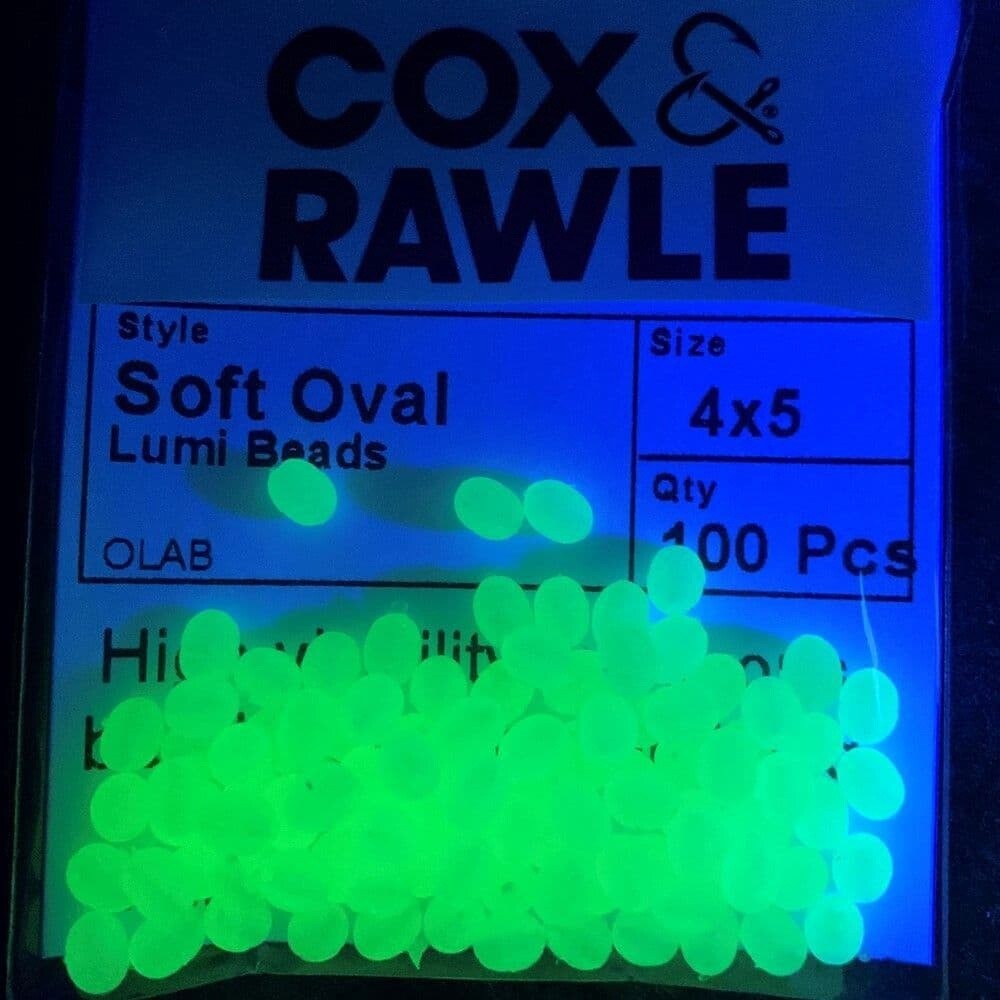 COX &
RAWLE
Style
Soft Oval
Lumi Beads
OLAB
Size
4x5
Qty
100 Pcs